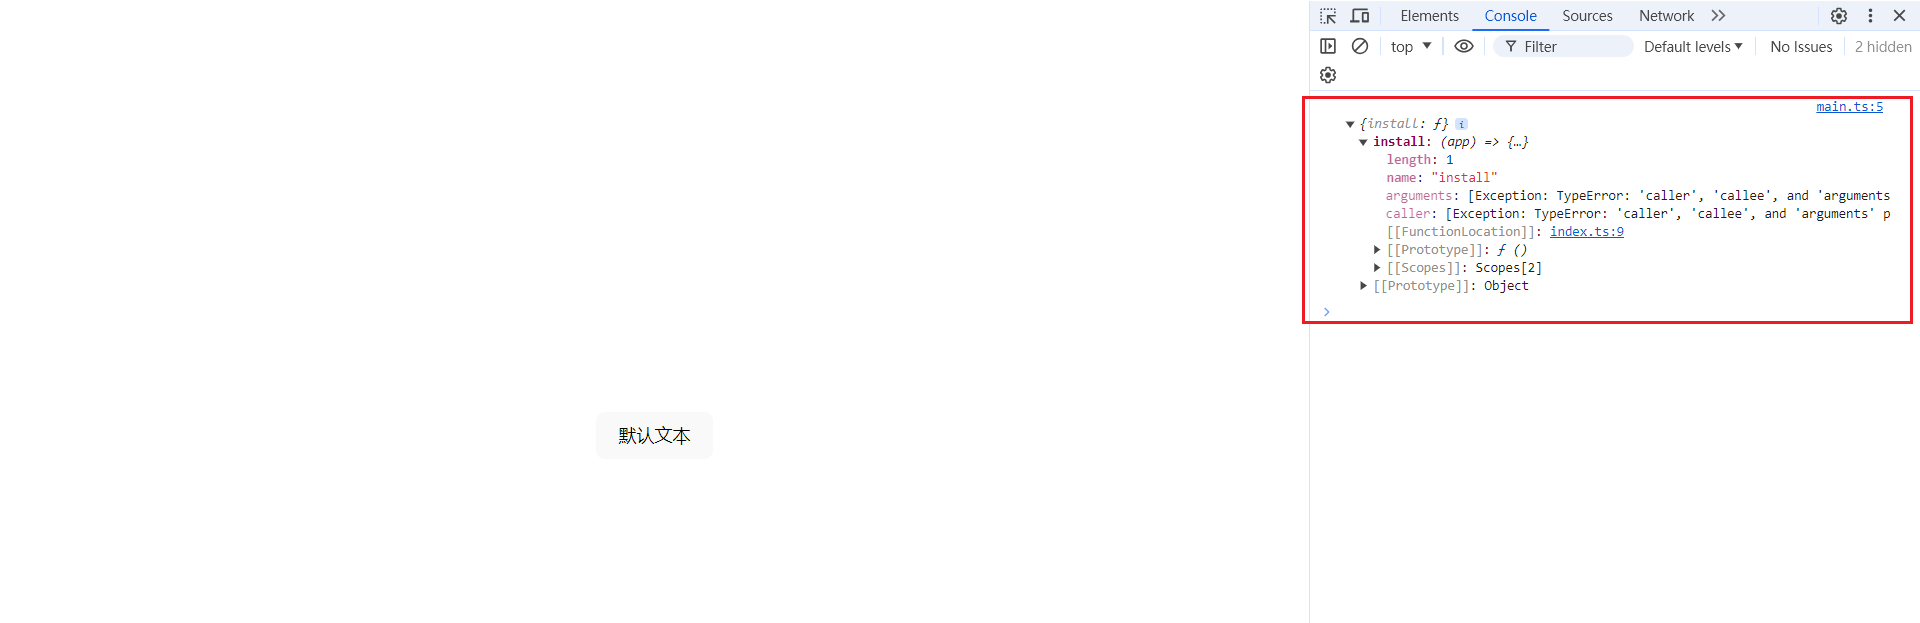 Elements Console Sources Network
top Filter Default levels No Issues 2 hidden
main.ts:5
{install: ƒ} i
install: (app) => {…}
length: 1
name: "install"
arguments: [Exception: TypeError: 'caller', 'callee', and 'arguments
caller: [Exception: TypeError: 'caller', 'callee', and 'arguments' p
[[FunctionLocation]]: index.ts:9
[[Prototype]]: ƒ ()
[[Scopes]]: Scopes[2]
[[Prototype]]: Object
默认文本